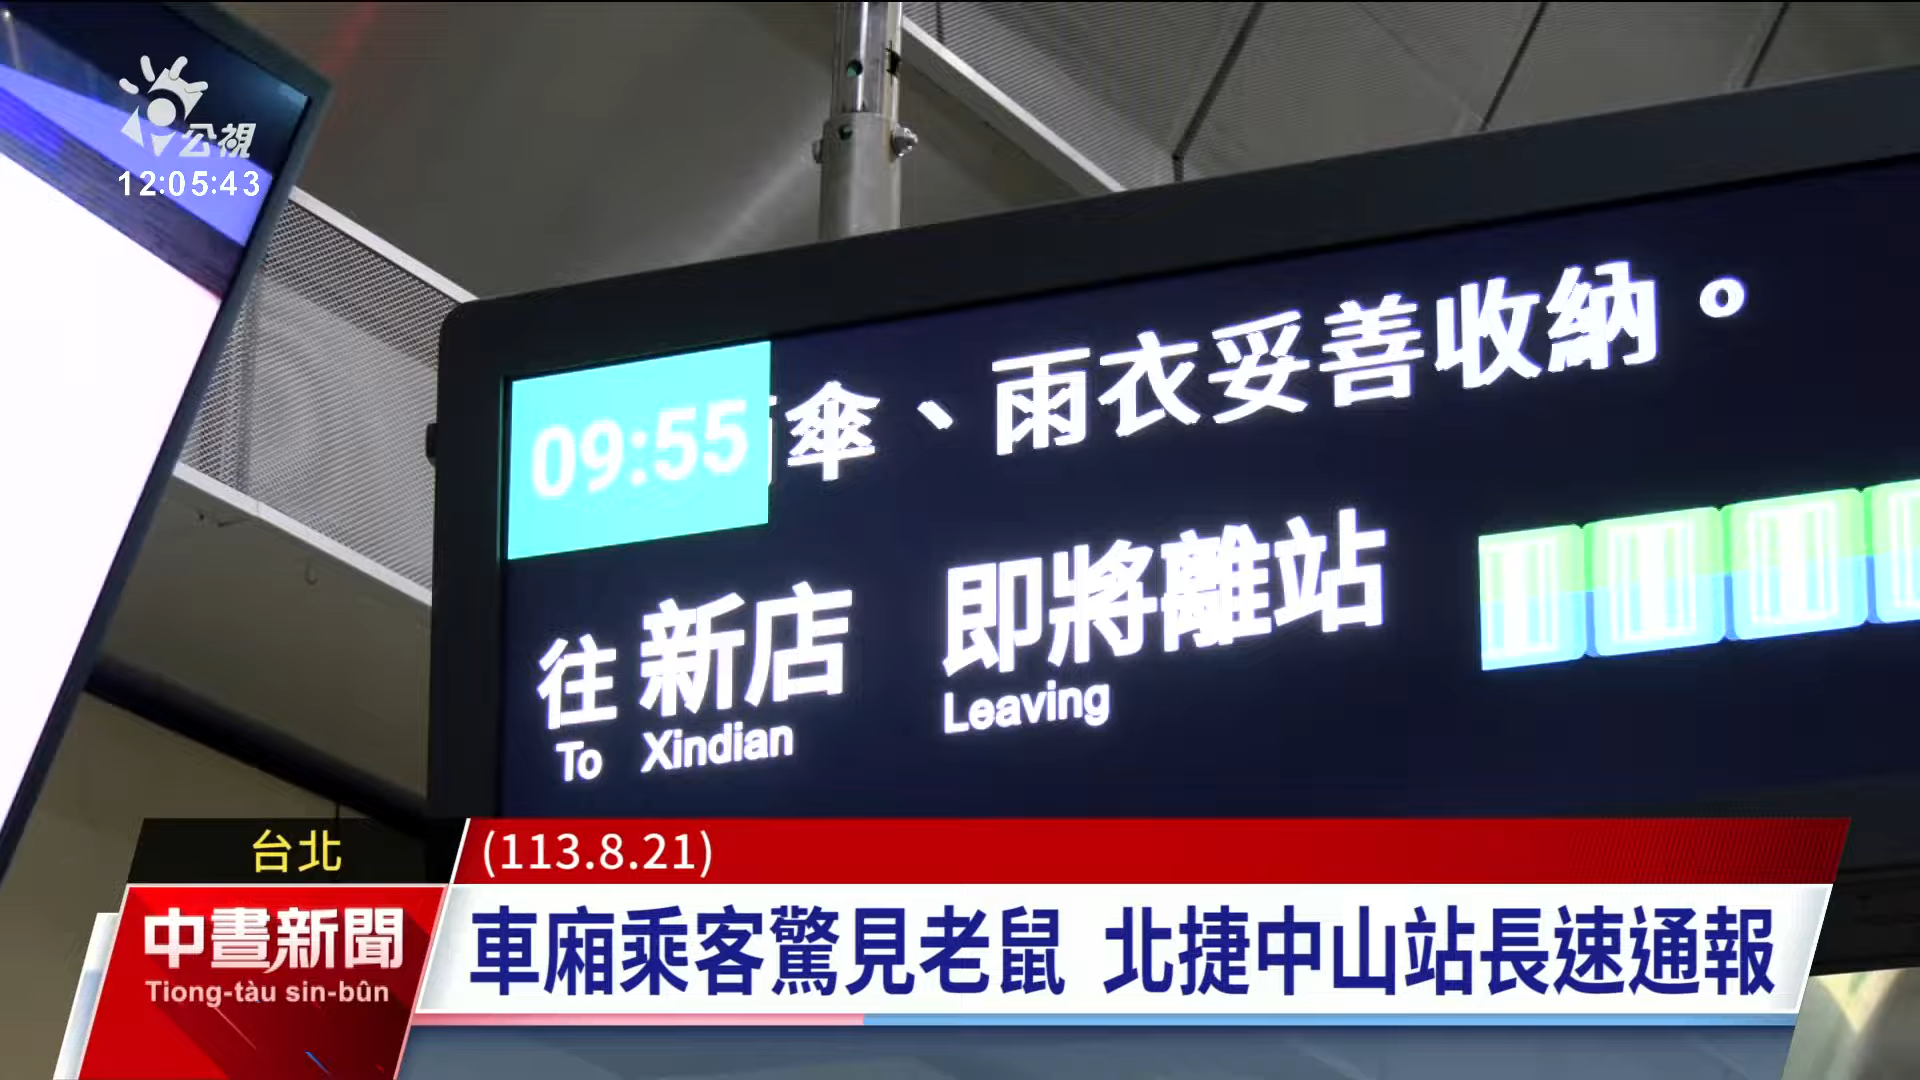 公視
12:05:43
09:55
傘、雨衣妥善收納。
往 新店 即將離站
To Xindian Leaving
台北
(113.8.21)
中晝新聞
Tiong-tàu sin-bûn
車廂乘客驚見老鼠 北捷中山站長速通報